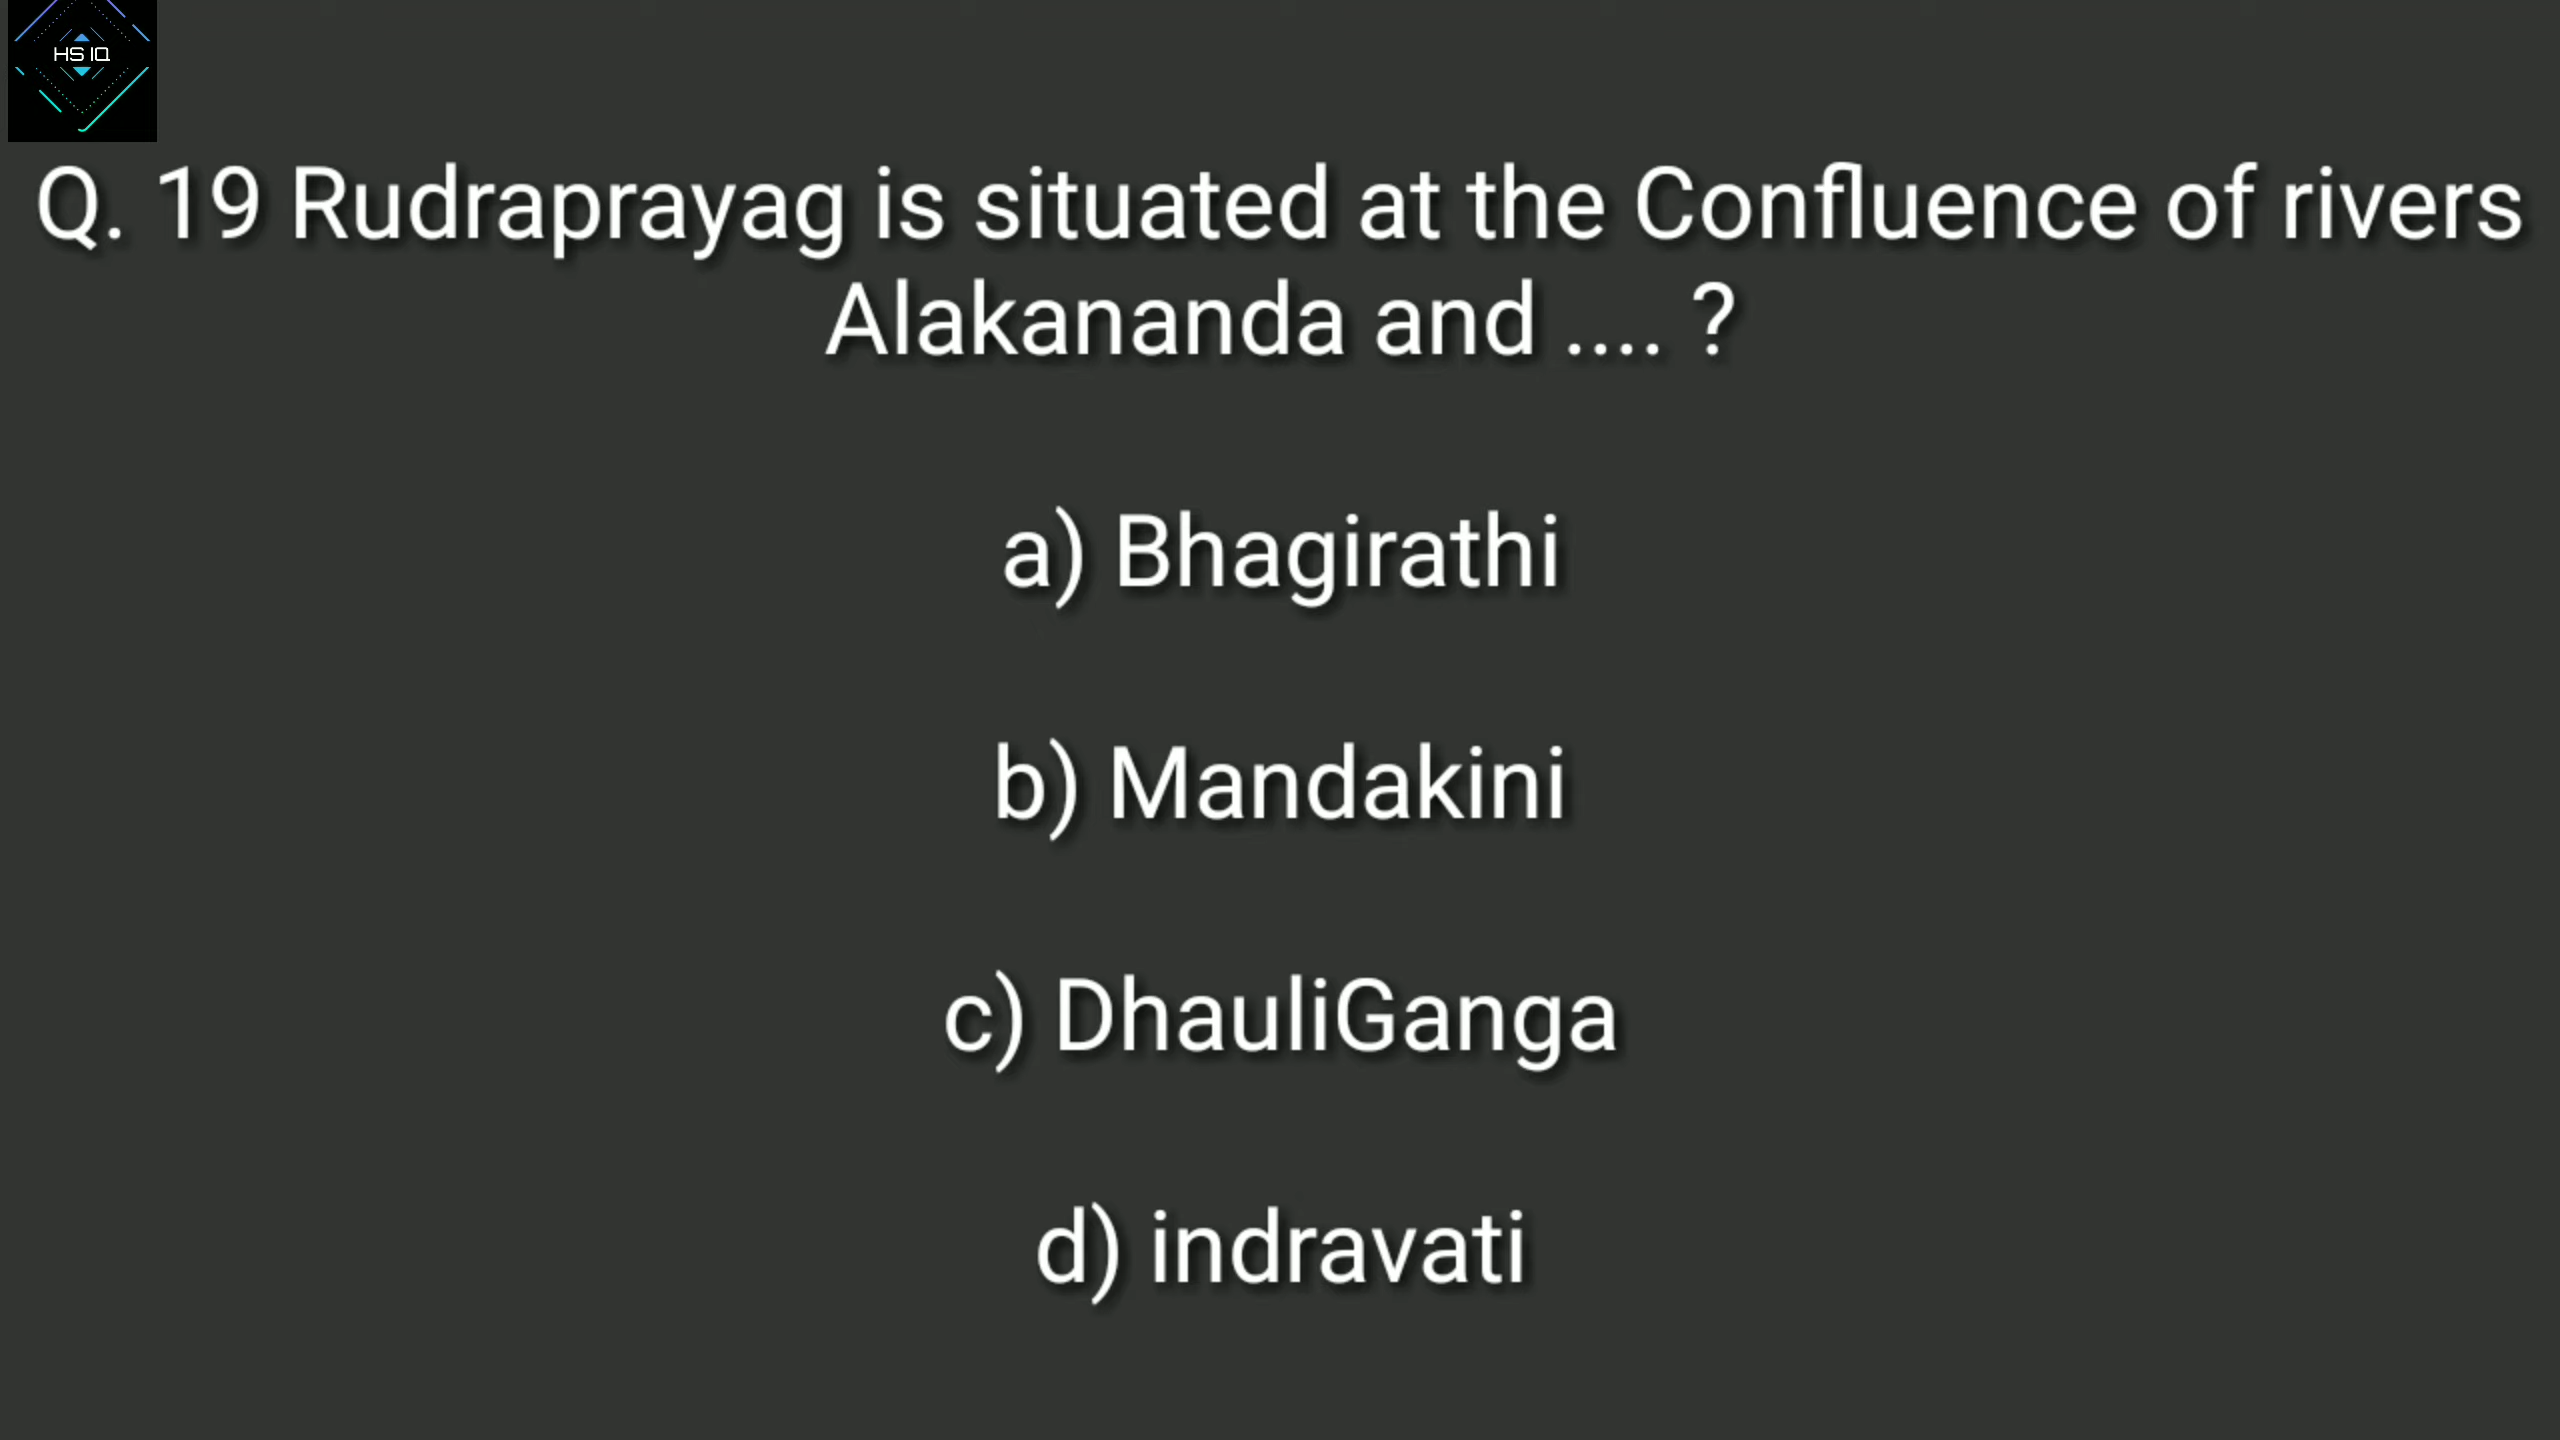 HS IQ
Q. 19 Rudraprayag is situated at the Confluence of rivers
Alakananda and .... ?
a) Bhagirathi
b) Mandakini
c) DhauliGanga
d) indravati